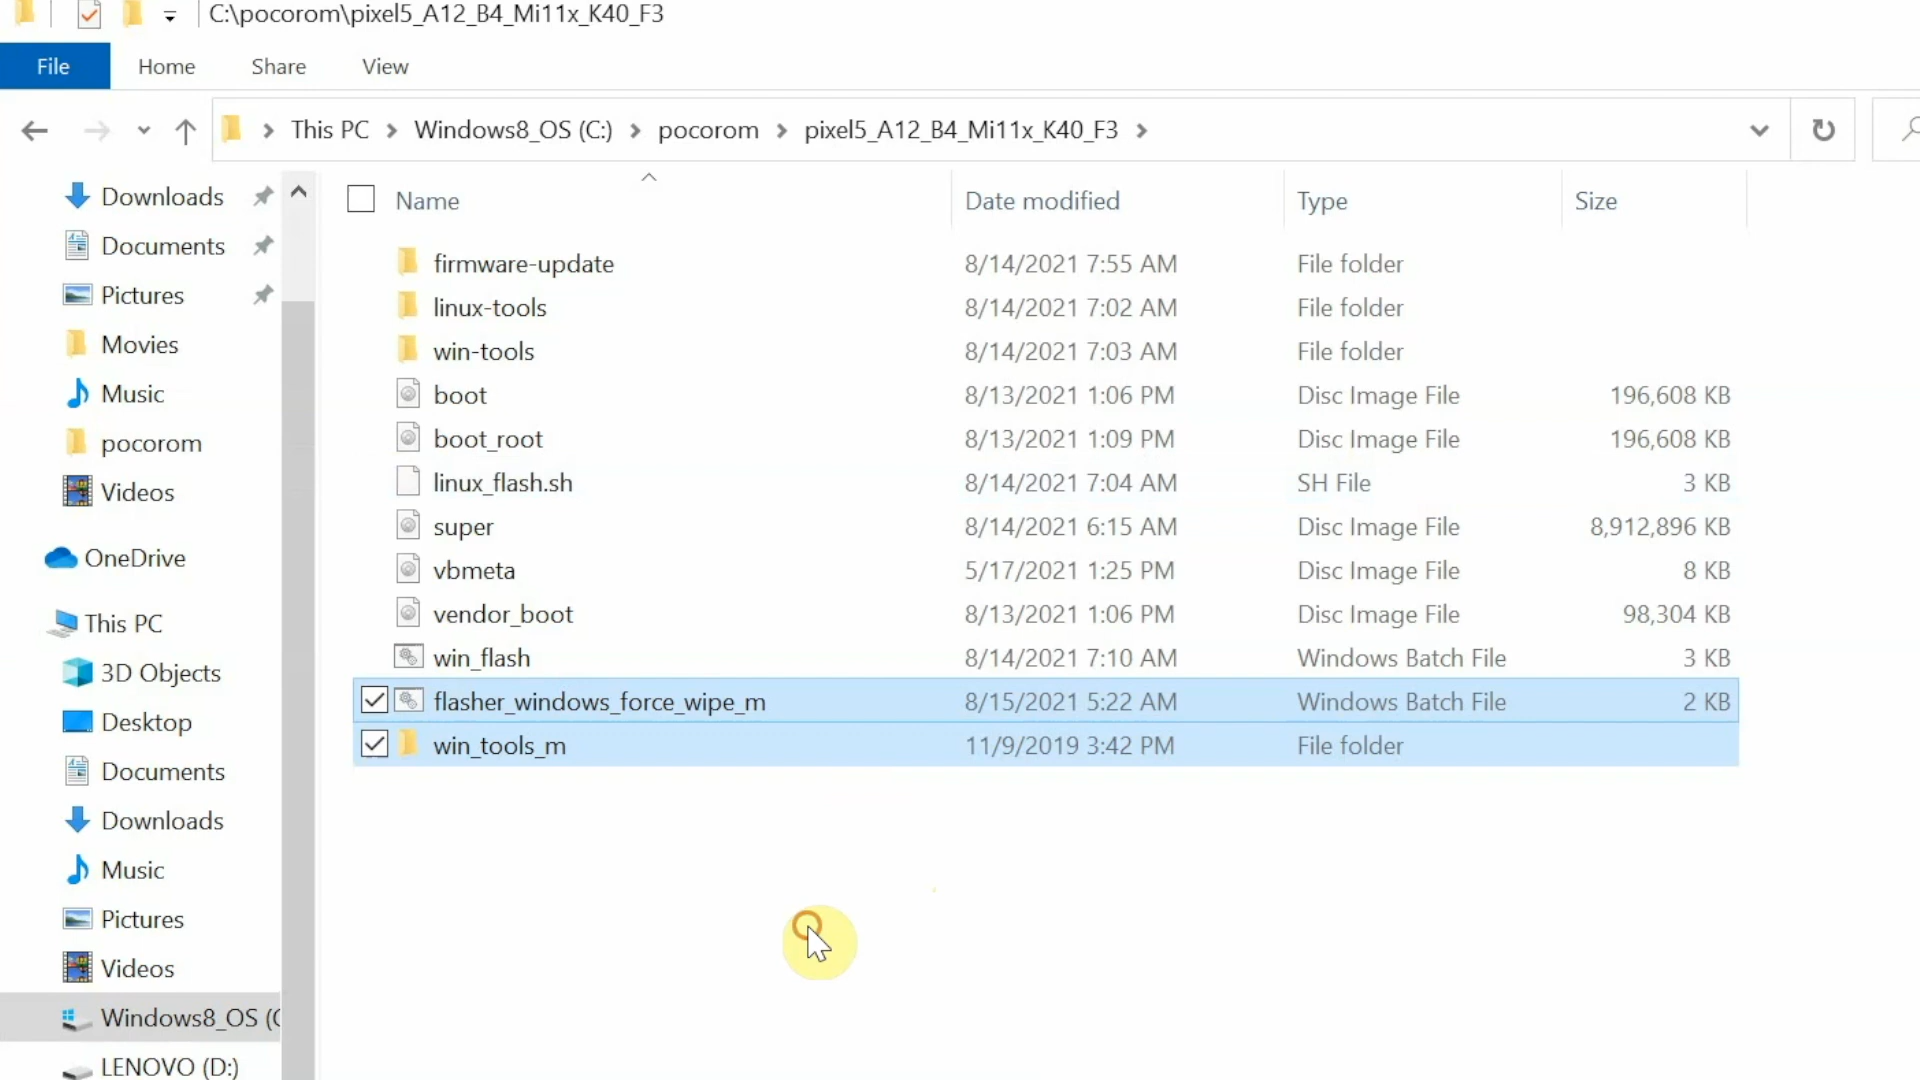 C:\pocorom\pixel5_A12_B4_Mi11x_K40_F3
File Home Share View
This PC Windows8_OS (C:) pocorom pixel5_A12_B4_Mi11x_K40_F3
Downloads
Documents
Pictures
Movies
Music
pocorom
Videos
OneDrive
This PC
3D Objects
Desktop
Documents
Downloads
Music
Pictures
Videos
Windows8_OS (C
LENOVO (D:)
Name Date modified Type Size
firmware-update 8/14/2021 7:55 AM File folder
linux-tools 8/14/2021 7:02 AM File folder
win-tools 8/14/2021 7:03 AM File folder
boot 8/13/2021 1:06 PM Disc Image File 196,608 KB
boot_root 8/13/2021 1:09 PM Disc Image File 196,608 KB
linux_flash.sh 8/14/2021 7:04 AM SH File 3 KB
super 8/14/2021 6:15 AM Disc Image File 8,912,896 KB
vbmeta 5/17/2021 1:25 PM Disc Image File 8 KB
vendor_boot 8/13/2021 1:06 PM Disc Image File 98,304 KB
win_flash 8/14/2021 7:10 AM Windows Batch File 3 KB
flasher_windows_force_wipe_m 8/15/2021 5:22 AM Windows Batch File 2 KB
win_tools_m 11/9/2019 3:42 PM File folder